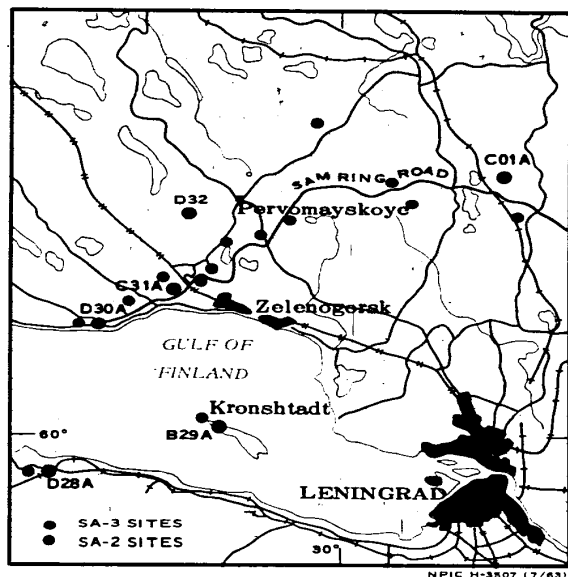 C01A
SAM RING ROAD
D32
Pervomayskoye
C31A
D30A
Zelenogorsk
GULF OF
FINLAND
Kronshtadt
B29A
60°
D28A
LENINGRAD
SA-3 SITES
SA-2 SITES
30°
NPIC H-3507 (7/63)